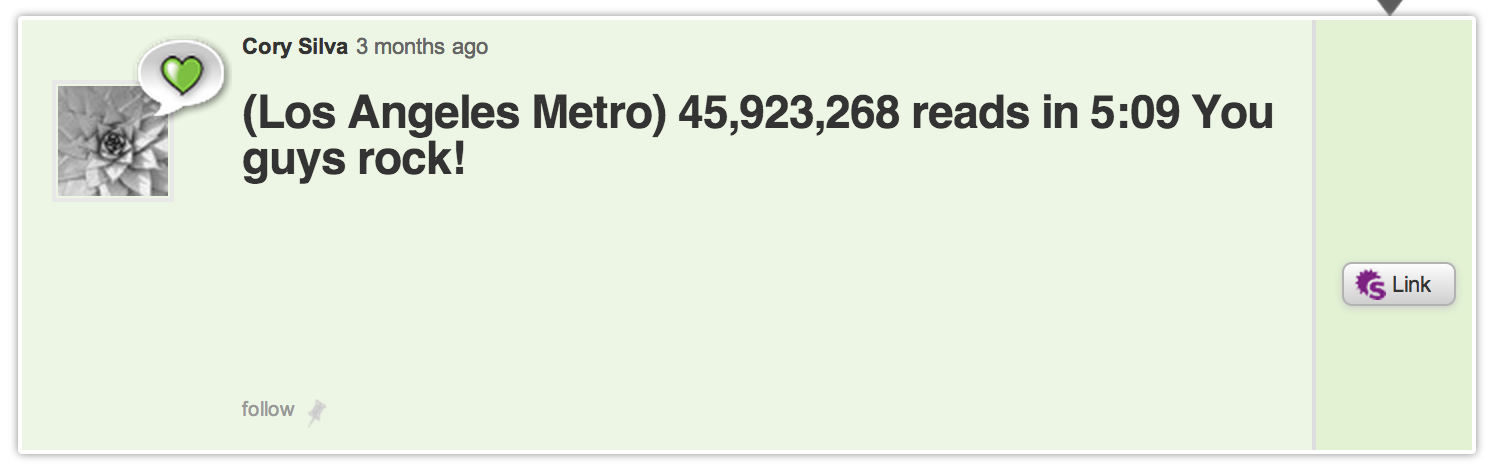 Cory Silva 3 months ago
(Los Angeles Metro) 45,923,268 reads in 5:09 You
guys rock!
Link
follow